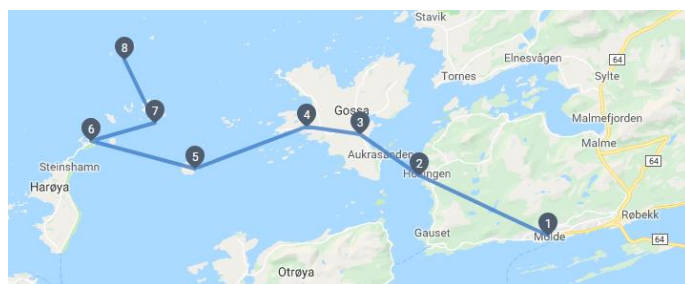 Stavik
8
Elnesvågen
64
Tornes
Sylte
7
4
Gossa
3
Malmefjorden
6
Aukrasanden
Malme
Steinshamn
5
2
Hollingen
Harøya
1
Røbekk
Gauset
Molde
64
Otrøya